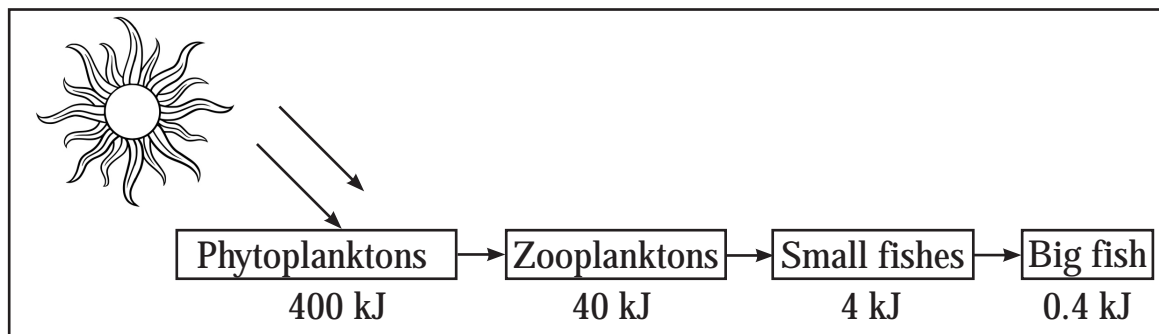 Phytoplanktons Zooplanktons Small fishes Big fish
400 kJ 40 kJ 4 kJ 0.4 kJ